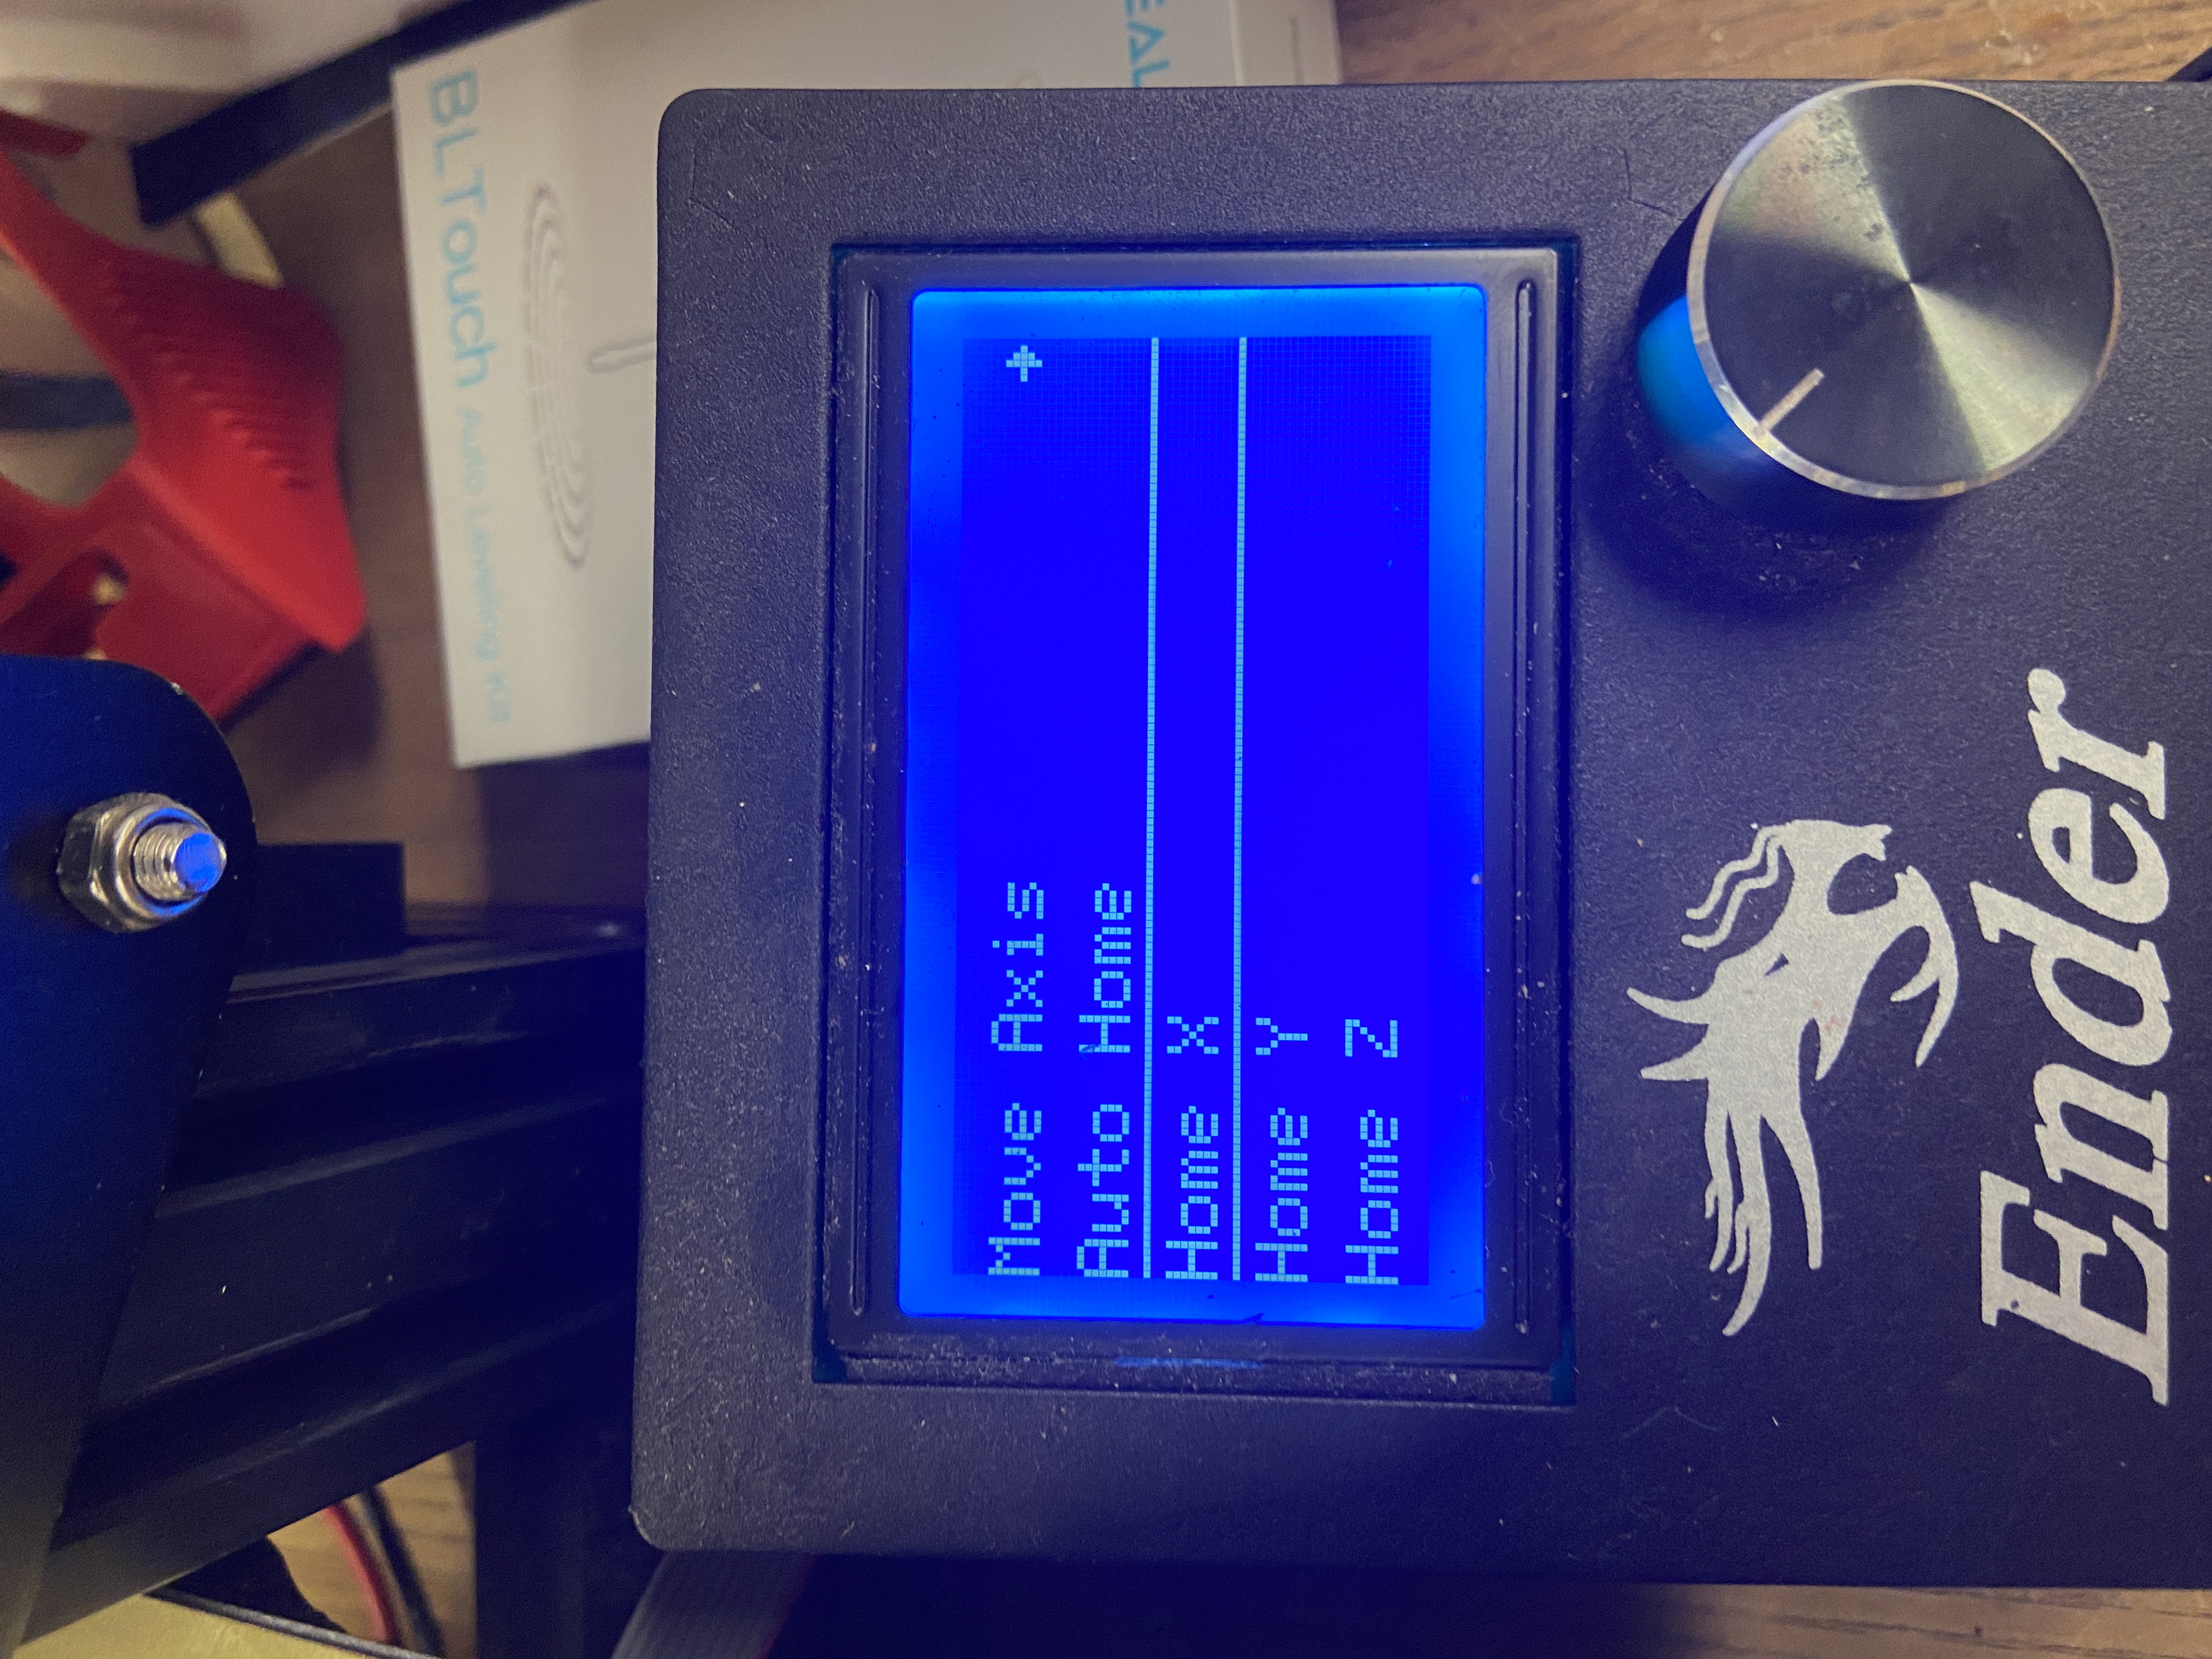 BLTouch Auto Leveling Kit
Move Axis
Auto Home
Home X
Home Y
Home Z
Ender